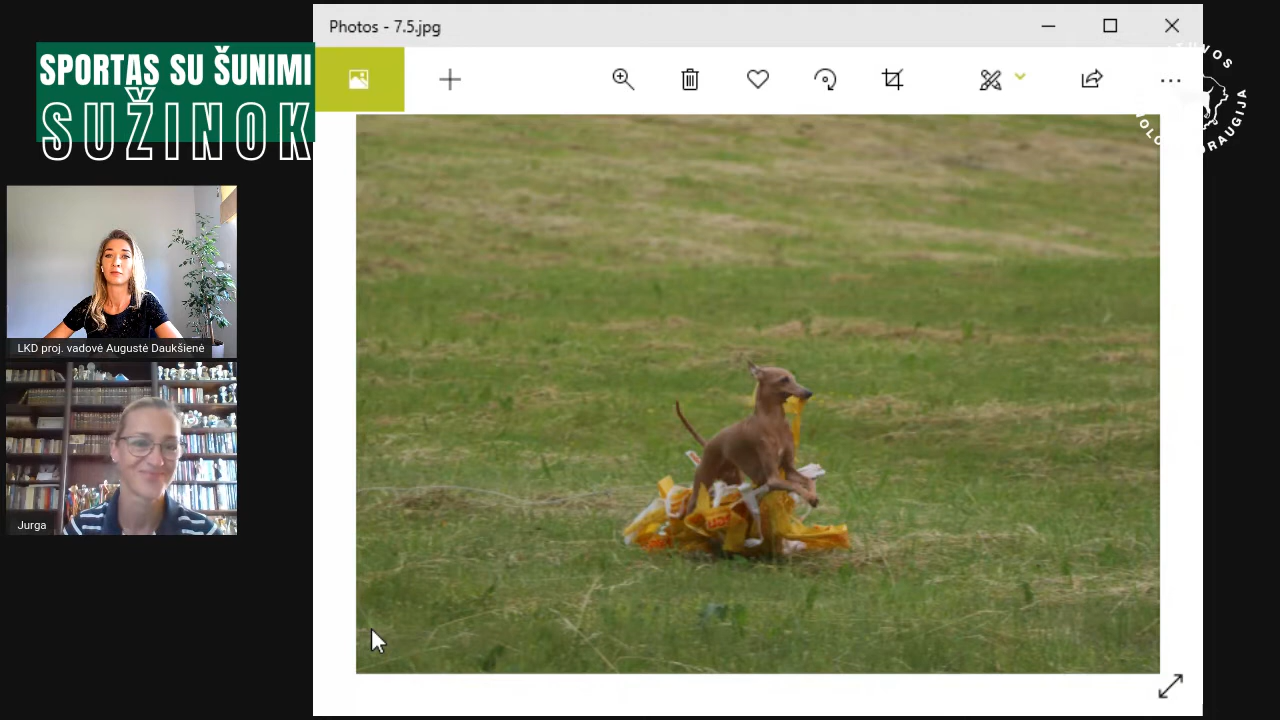 Photos - 7.5.jpg
SPORTAS SU ŠUNIMI
SUŽINOK
LKD proj. vadovė Augustė Daukšienė
Jurga